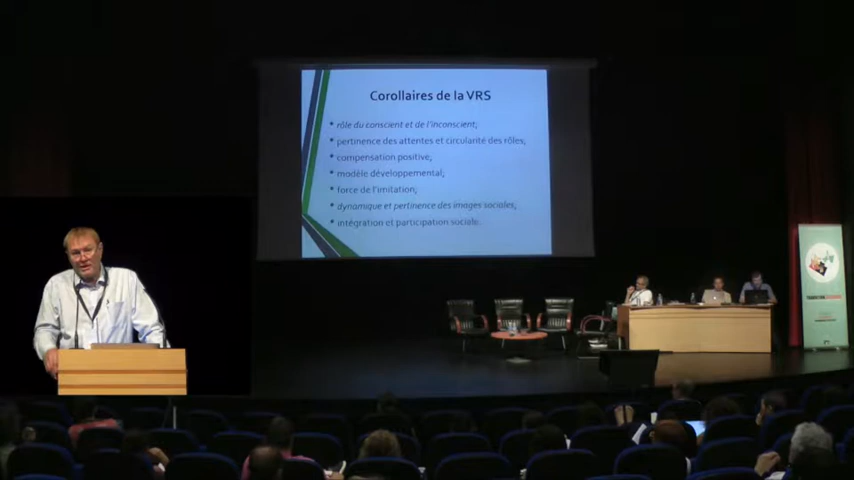 Corollaires de la VRS
* rôle du conscient et de l'inconscient;
* pertinence des attentes et circularité des rôles;
* compensation positive;
* modèle développemental;
* force de l'imitation;
* dynamique et pertinence des images sociales;
* intégration et participation sociale.